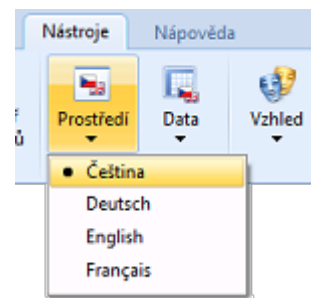 Nástroje Nápověda
Prostředí Data Vzhled
Čeština
Deutsch
English
Français